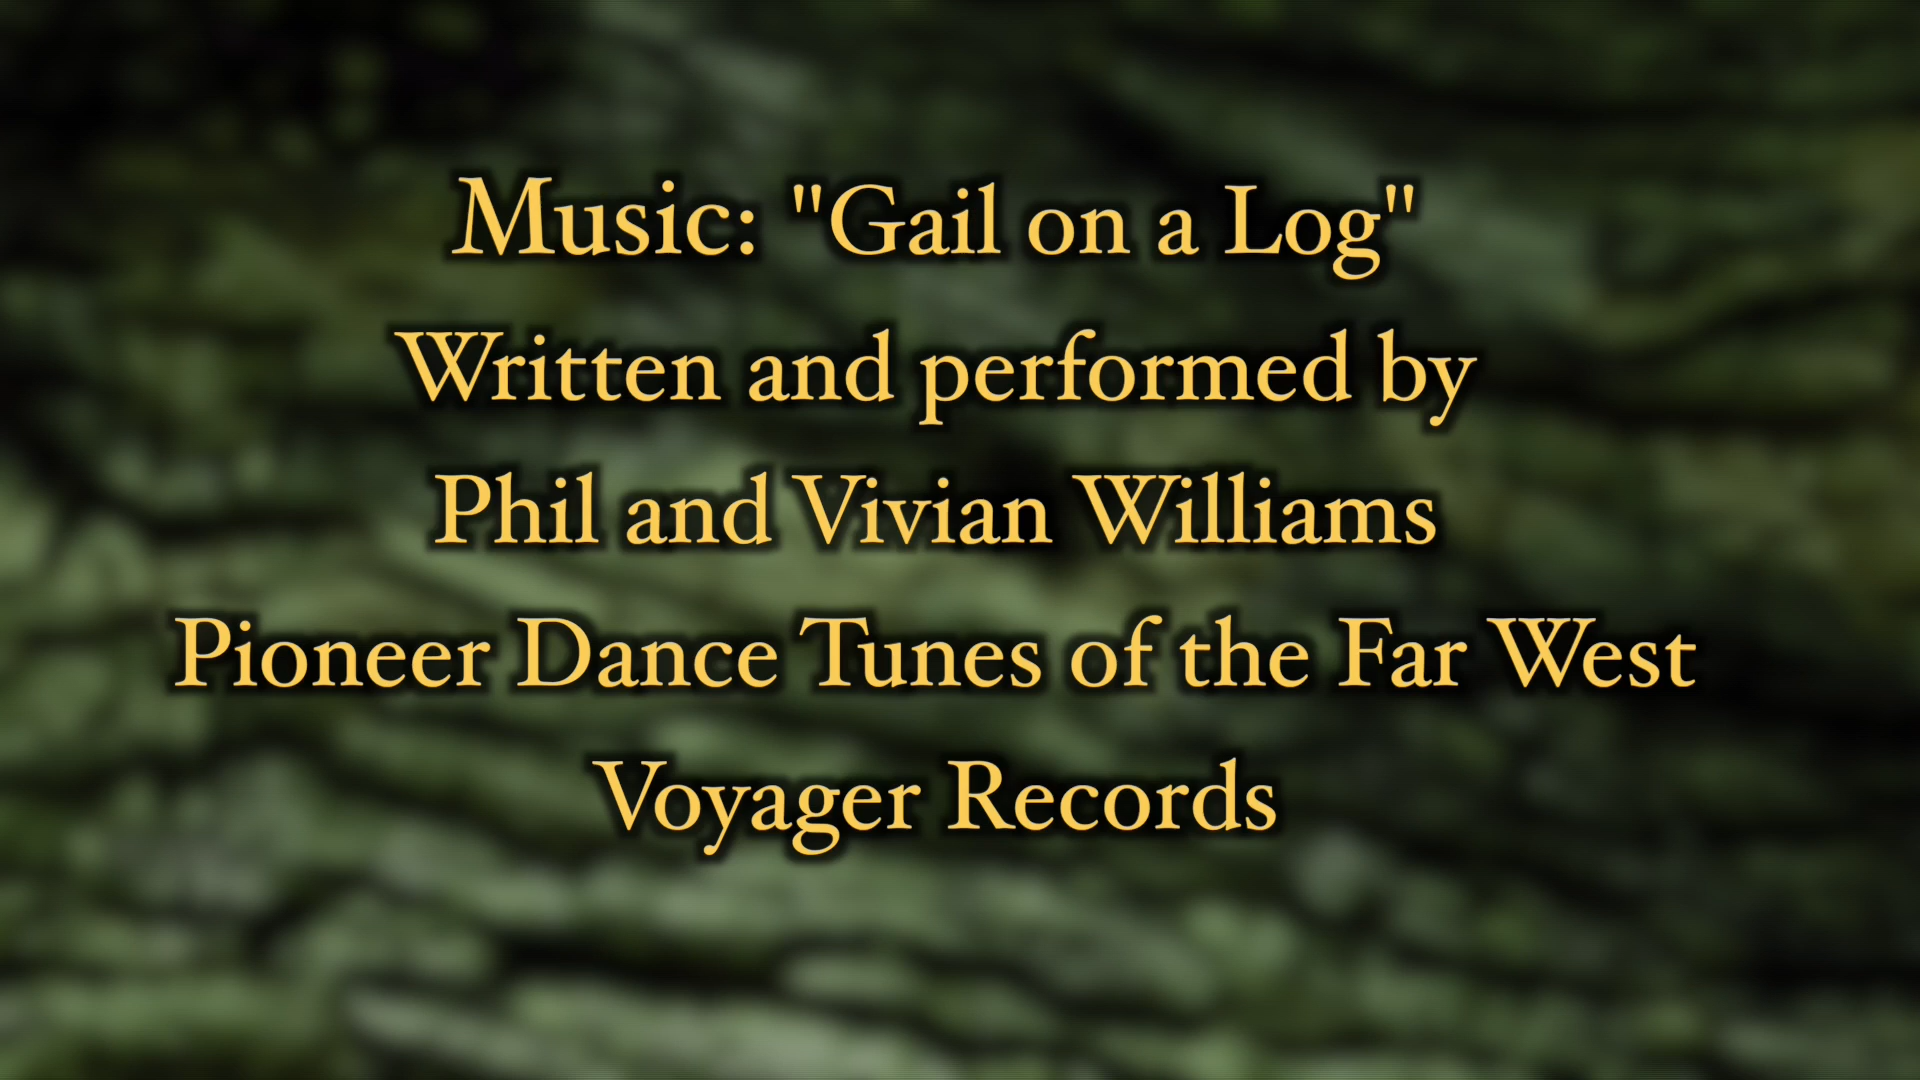 Music: "Gail on a Log"
Written and performed by
Phil and Vivian Williams
Pioneer Dance Tunes of the Far West
Voyager Records